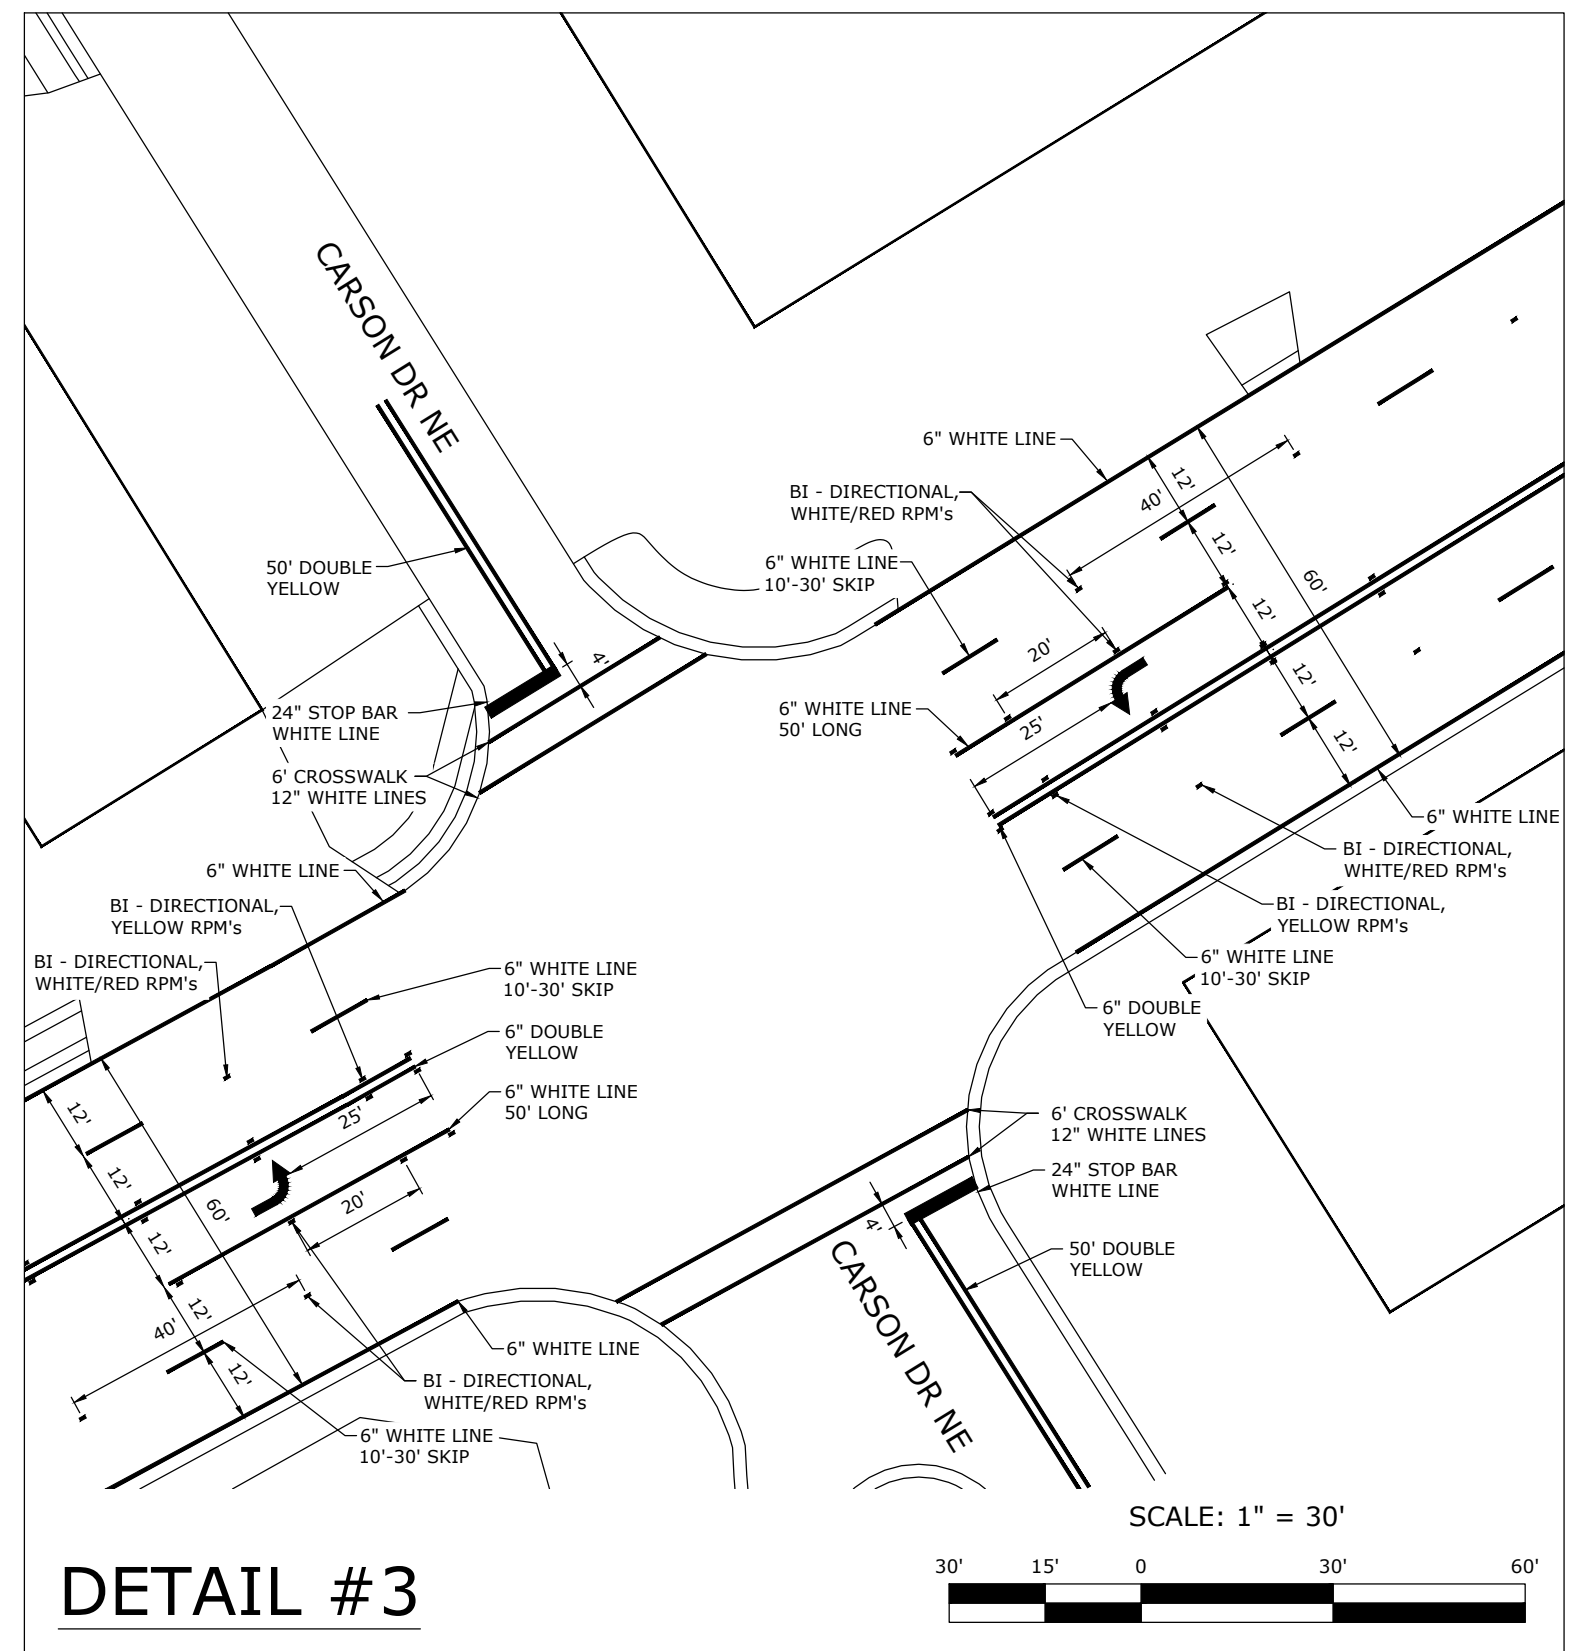 CARSON DR NE
6" WHITE LINE
BI - DIRECTIONAL,
WHITE/RED RPM's
6" WHITE LINE
10'-30' SKIP
50' DOUBLE
YELLOW
12'
40'
12'
12'
60'
12'
12'
4'
20'
25'
6" WHITE LINE
50' LONG
24" STOP BAR
WHITE LINE
6' CROSSWALK
12" WHITE LINES
6" WHITE LINE
BI - DIRECTIONAL,
WHITE/RED RPM's
BI - DIRECTIONAL,
YELLOW RPM's
6" WHITE LINE
10'-30' SKIP
6" DOUBLE
YELLOW
6" WHITE LINE
BI - DIRECTIONAL,
YELLOW RPM's
BI - DIRECTIONAL,
WHITE/RED RPM's
6" WHITE LINE
10'-30' SKIP
6" DOUBLE
YELLOW
6" WHITE LINE
50' LONG
12'
12'
60'
12'
12'
12'
25'
20'
40'
6' CROSSWALK
12" WHITE LINES
24" STOP BAR
WHITE LINE
4'
50' DOUBLE
YELLOW
CARSON DR NE
6" WHITE LINE
BI - DIRECTIONAL,
WHITE/RED RPM's
6" WHITE LINE
10'-30' SKIP
SCALE: 1" = 30'
30' 15' 0 30' 60'
DETAIL #3